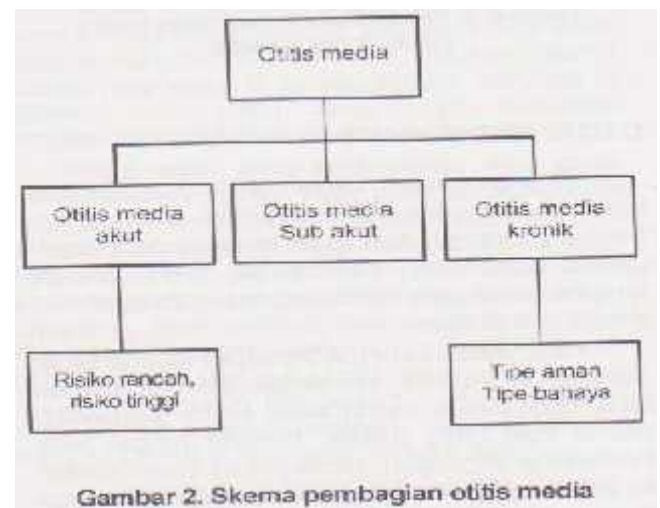 Otitis media
Otitis media
akut
Otitis media
Sub akut
Otitis media
kronik
Risiko rendah,
risiko tinggi
Tipe aman
Tipe bahaya
Gambar 2. Skema pembagian otitis media